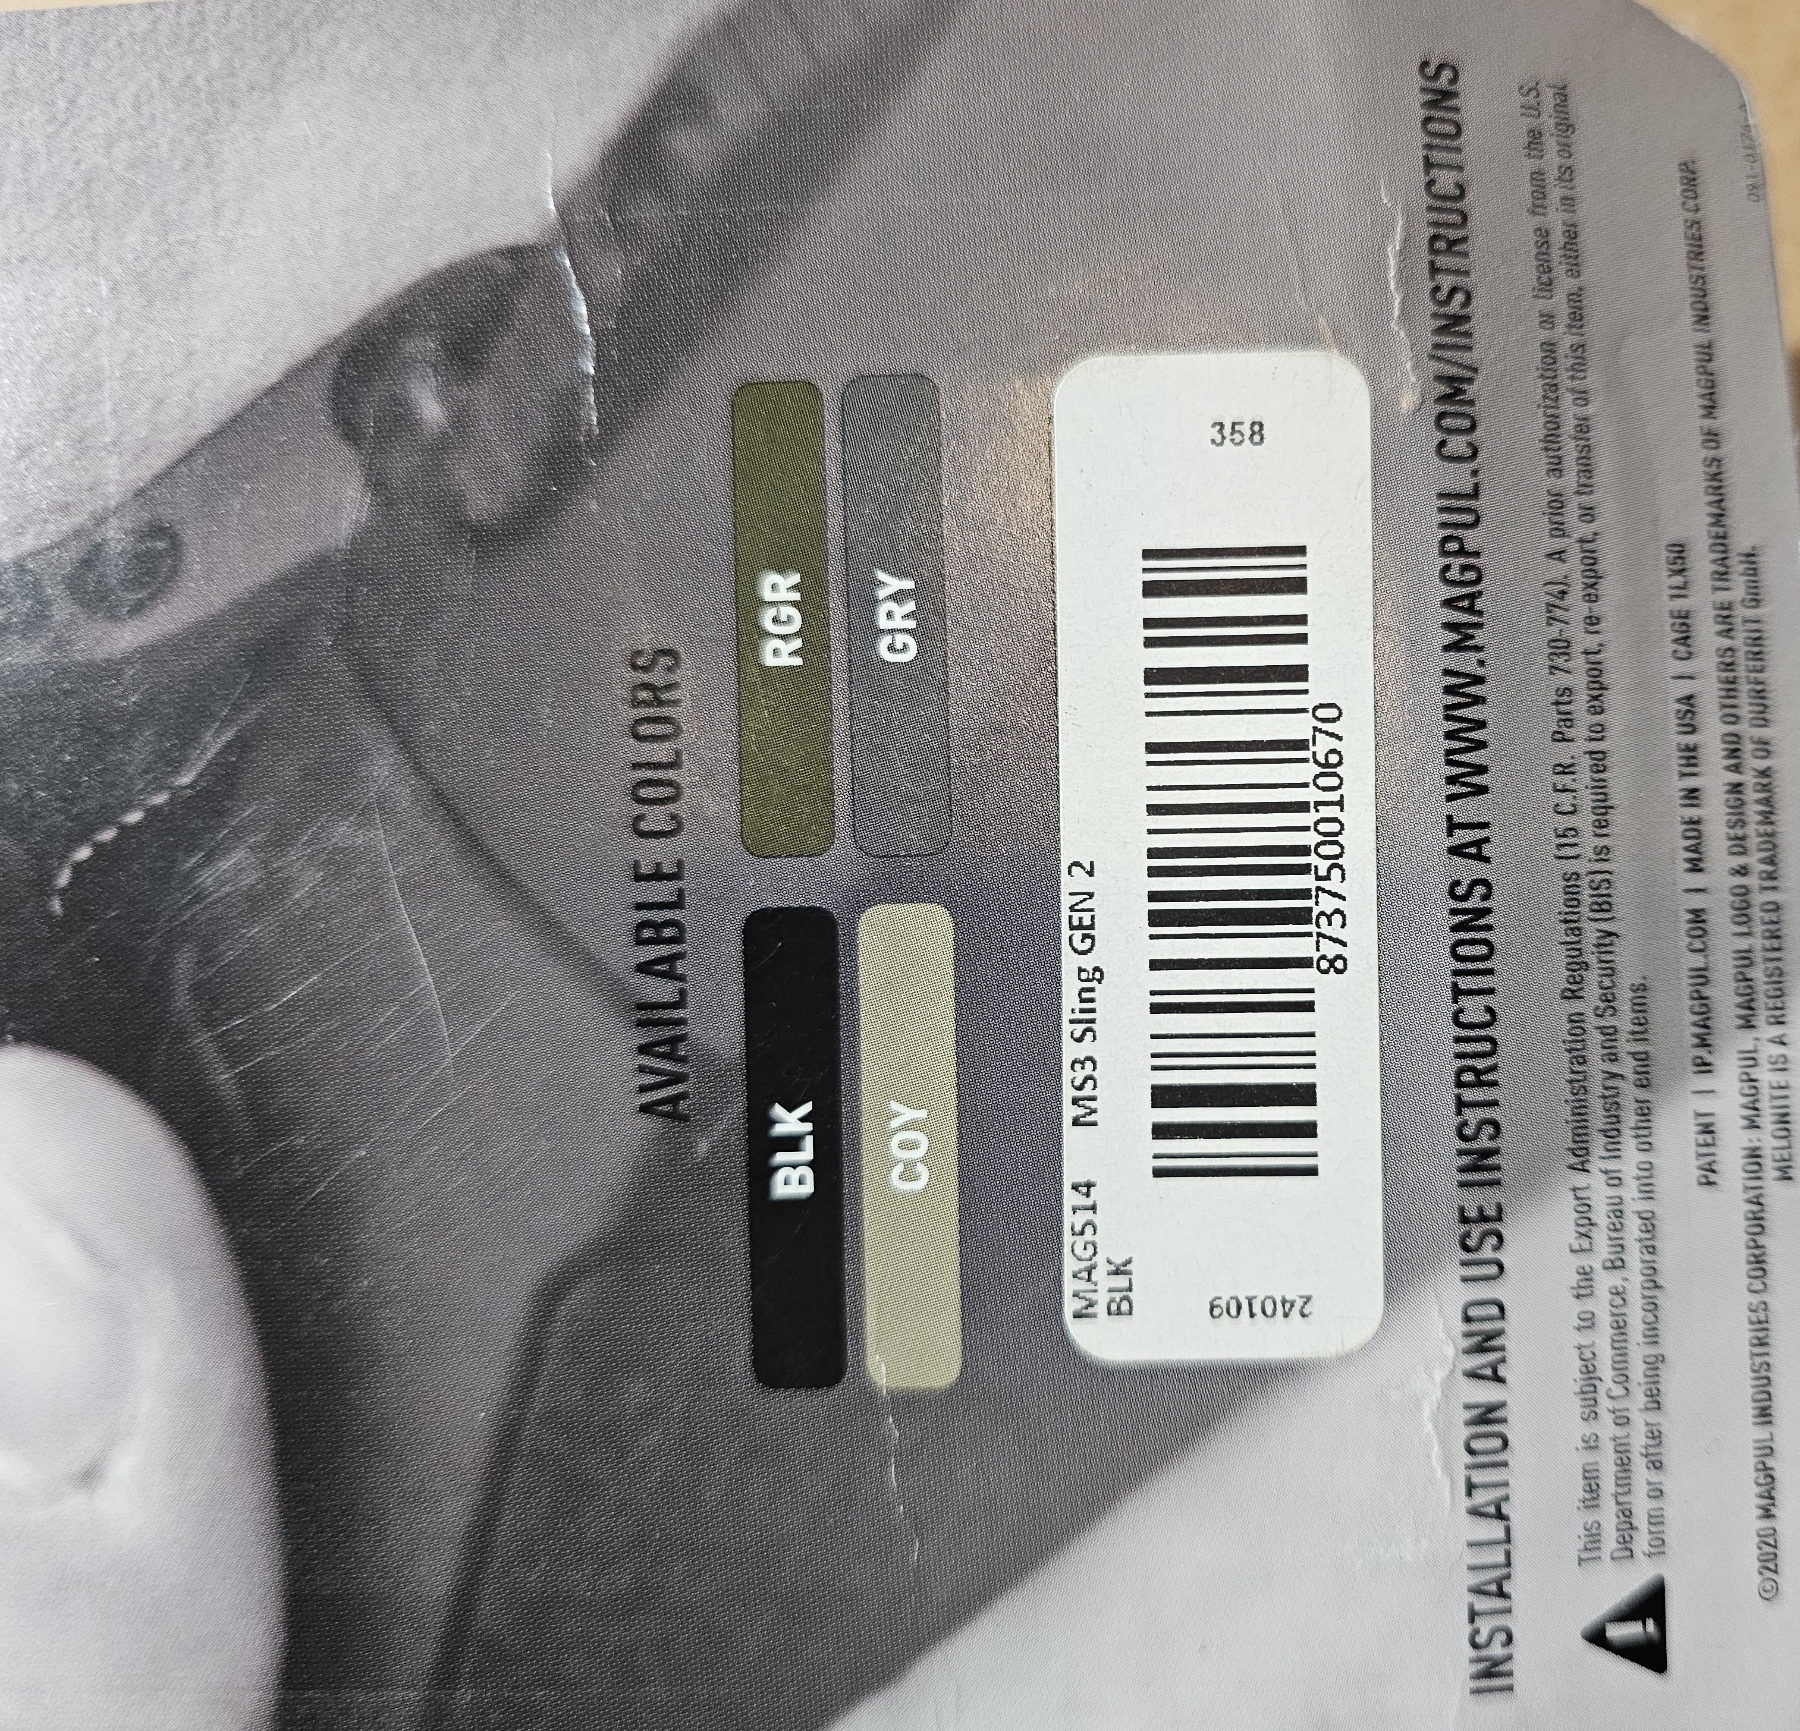 AVAILABLE COLORS
BLK RGR
COY GRY
MAG514 MS3 Sling GEN 2
BLK
240109
358
873750010670
INSTALLATION AND USE INSTRUCTIONS AT WWW.MAGPUL.COM/INSTRUCTIONS
This item is subject to the Export Administration Regulations (15 C.F.R. Parts 730-774). A prior authorization or license from the U.S.
Department of Commerce, Bureau of Industry and Security (BIS) is required to export, re-export, or transfer of this item, either in its original
form or after being incorporated into other end items.
PATENT | IP.MAGPUL.COM | MADE IN THE USA | CAGE 1LX50
©2020 MAGPUL INDUSTRIES CORPORATION: MAGPUL, MAGPUL LOGO & DESIGN AND OTHERS ARE TRADEMARKS OF MAGPUL INDUSTRIES CORP.
MELONITE IS A REGISTERED TRADEMARK OF DURFERRIT GmbH.